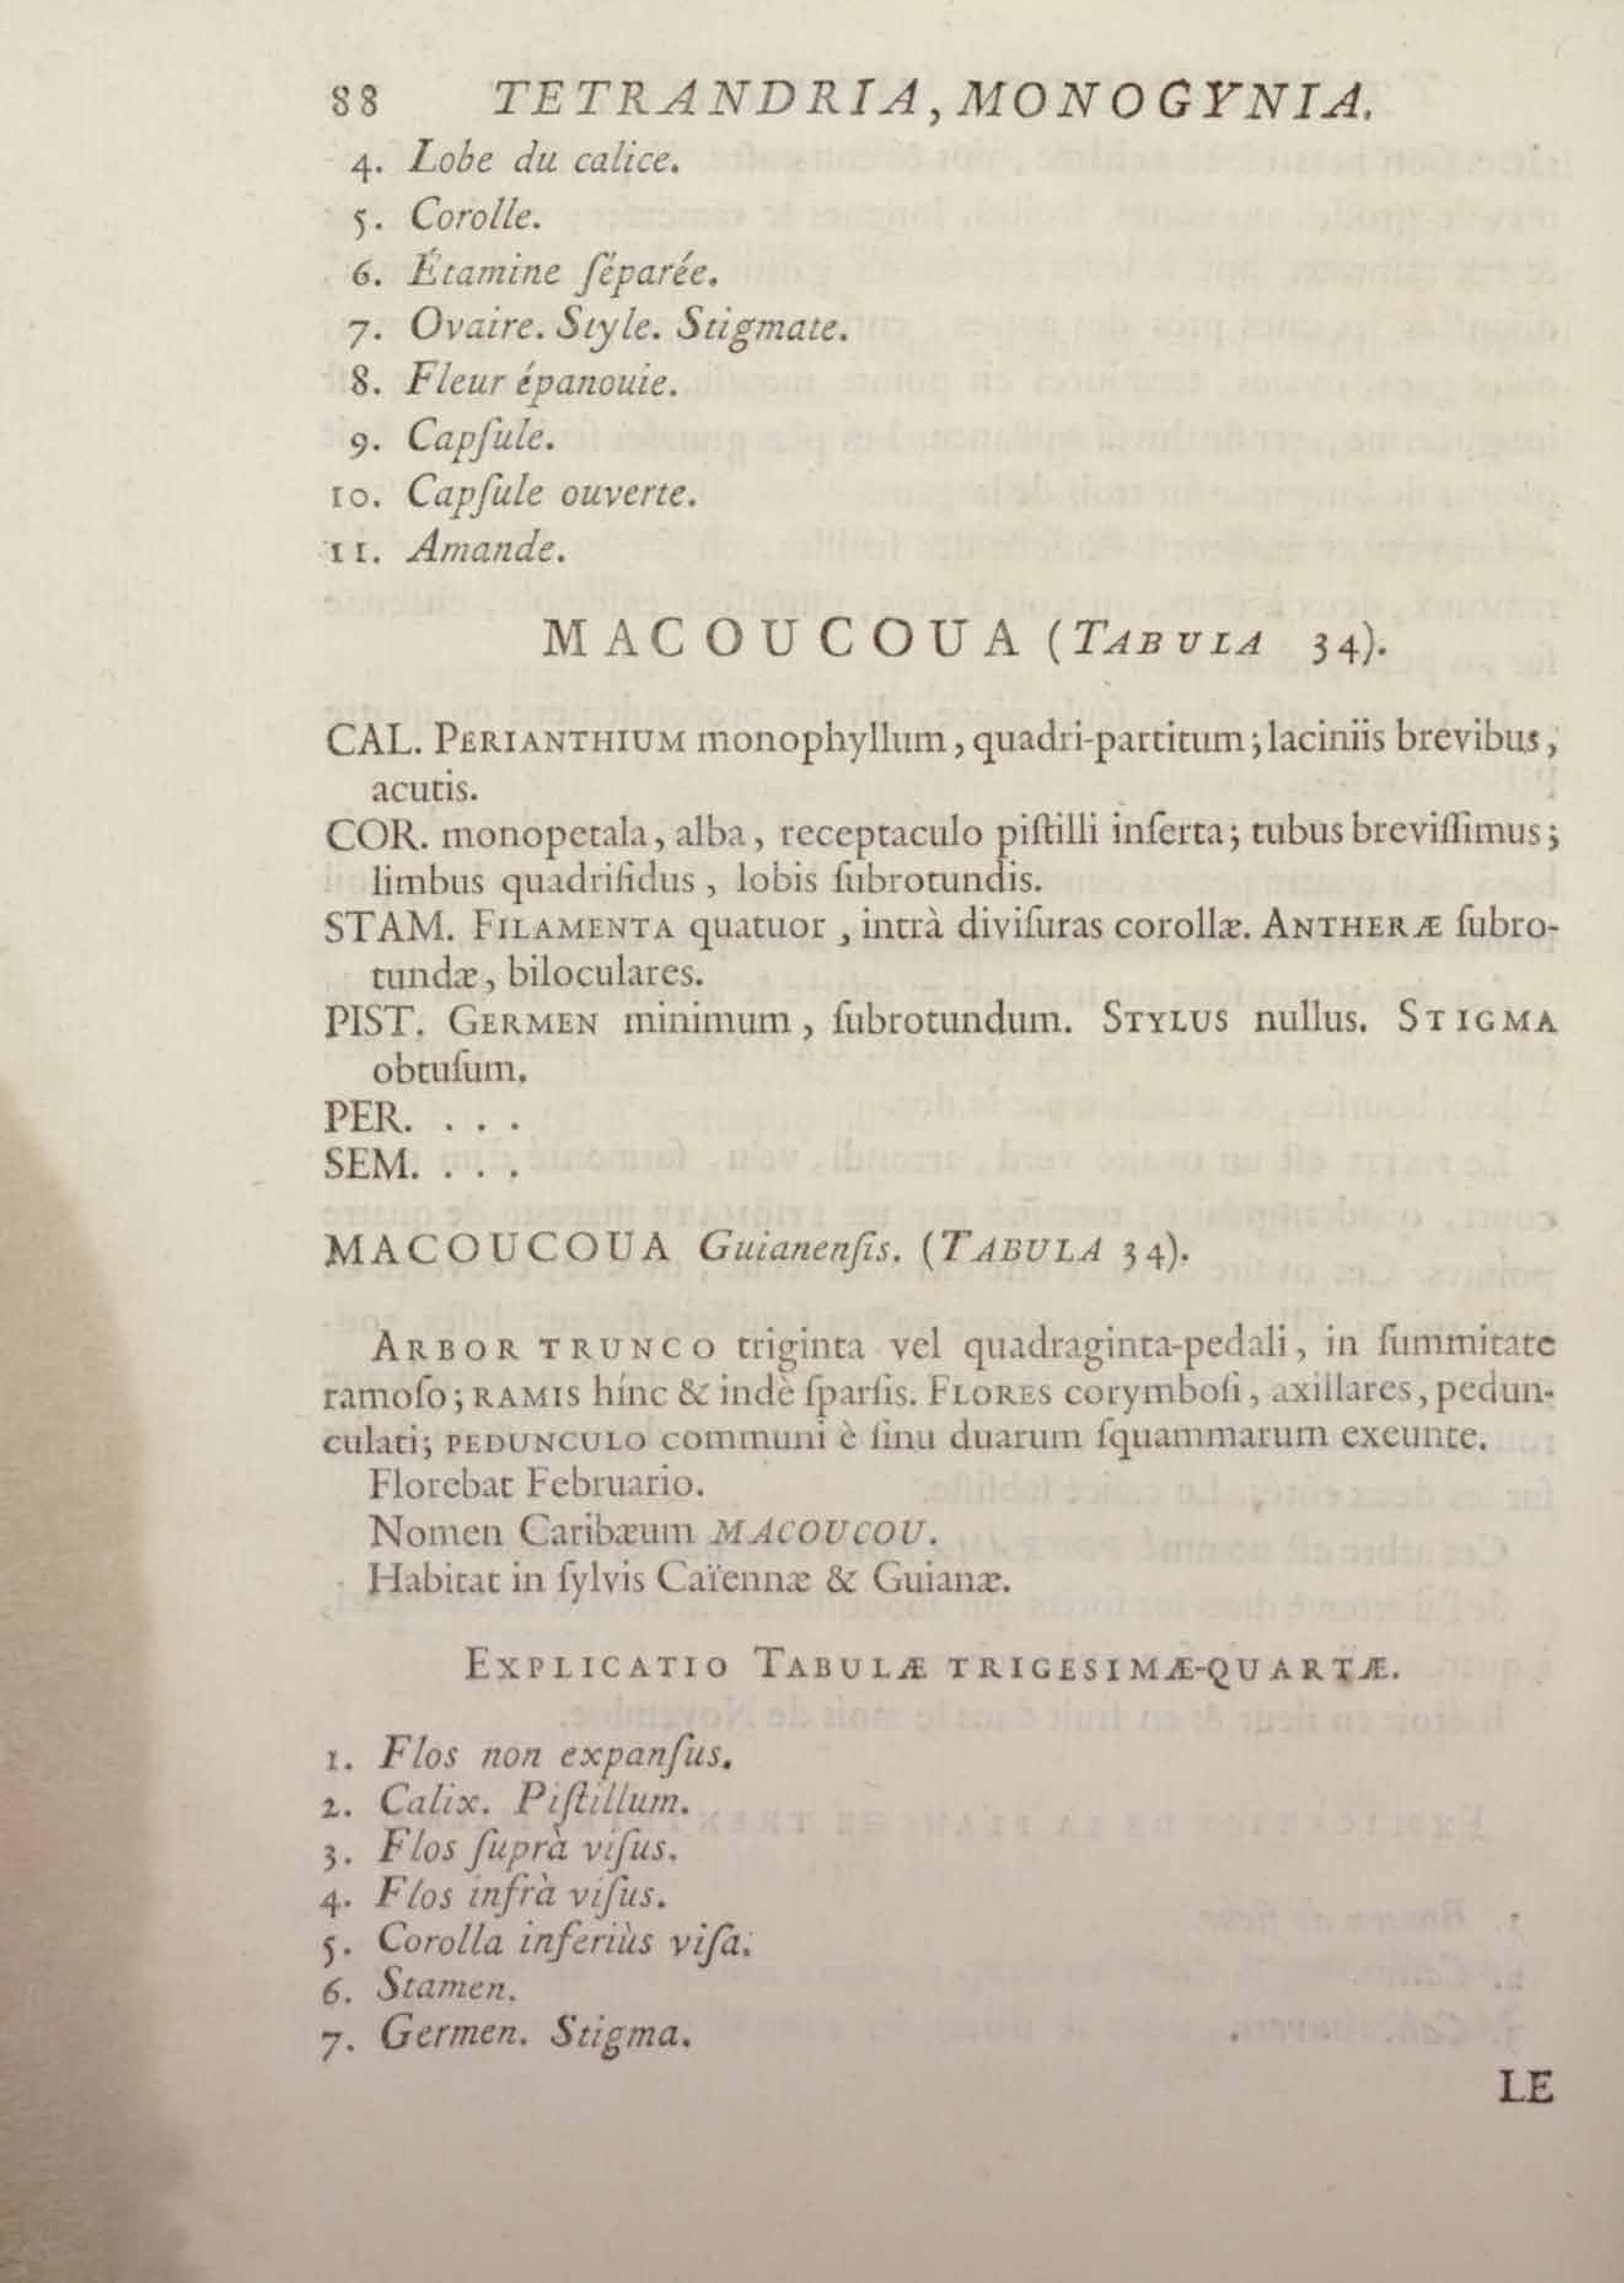 88 TETRANDRIA, MONOGYNIA.
4. Lobe du calice.
5. Corolle.
6. Étamine ſéparée.
7. Ovaire. Style. Stigmate.
8. Fleur épanouie.
9. Capſule.
10. Capſule ouverte.
11. Amande.
MACOUCOUA (TABULA 34).
CAL. PERIANTHIUM monophyllum, quadri-partitum; laciniis brevibus,
acutis.
COR. monopetala, alba, receptaculo piſtilli inſerta; tubus breviſſimus;
limbus quadrifidus, lobis ſubrotundis.
STAM. FILAMENTA quatuor, intrà diviſuras corollæ. ANTHERÆ ſubro-
tundæ, biloculares.
PIST. GERMEN minimum, ſubrotundum. STYLUS nullus. STIGMA
obtuſum.
PER. . . .
SEM. . . .
MACOUCOUA Guianenſis. (TABULA 34).
ARBOR TRUNCO triginta vel quadraginta-pedali, in ſummitate
ramoſo; RAMIS hínc & indè ſparſis. FLORES corymboſi, axillares, pedun-
culati; PEDUNCULO communi è ſinu duarum ſquammarum exeunte.
Florebat Februario.
Nomen Caribæum MACOUCOU.
Habitat in ſylvis Caïennæ & Guianæ.
EXPLICATIO TABULÆ TRIGESIMÆ-QUARTÆ.
1. Flos non expanſus.
2. Calix. Piſtillum.
3. Flos ſuprà viſus.
4. Flos infrà viſus.
5. Corolla inferiùs viſa.
6. Stamen.
7. Germen. Stigma.
LE